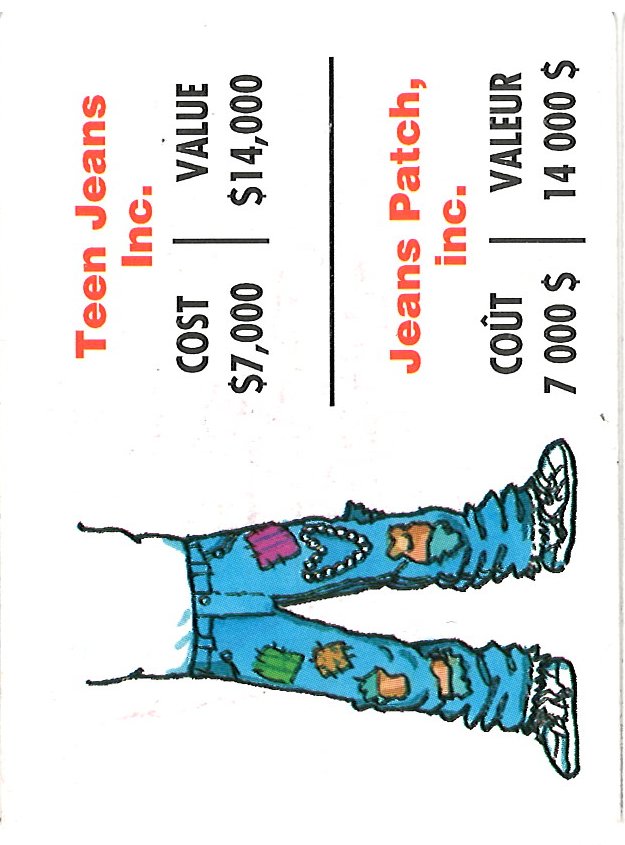 Teen Jeans
Inc.
COST | VALUE
$7,000 | $14,000
Jeans Patch,
inc.
COÛT | VALEUR
7 000 $ | 14 000 $